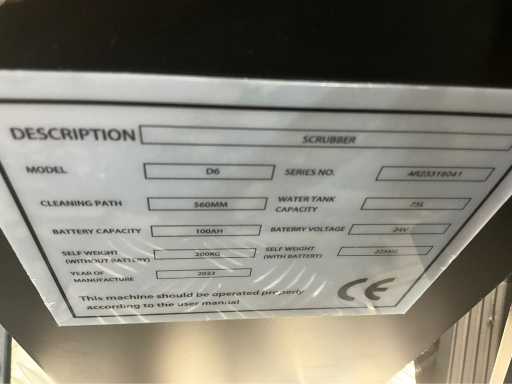 DESCRIPTION SCRUBBER
MODEL D6 SERIES NO. AR23318041
CLEANING PATH 560MM WATER TANK CAPACITY 75L
BATTERY CAPACITY 100AH BATERRY VOLTAGE 24V
SELF WEIGHT (WITHOUT BATTERY) 200KG SELF WEIGHT (WITH BATTERY)
YEAR OF MANUFACTURE 2023
This machine should be operated properly
according to the user manual
CE